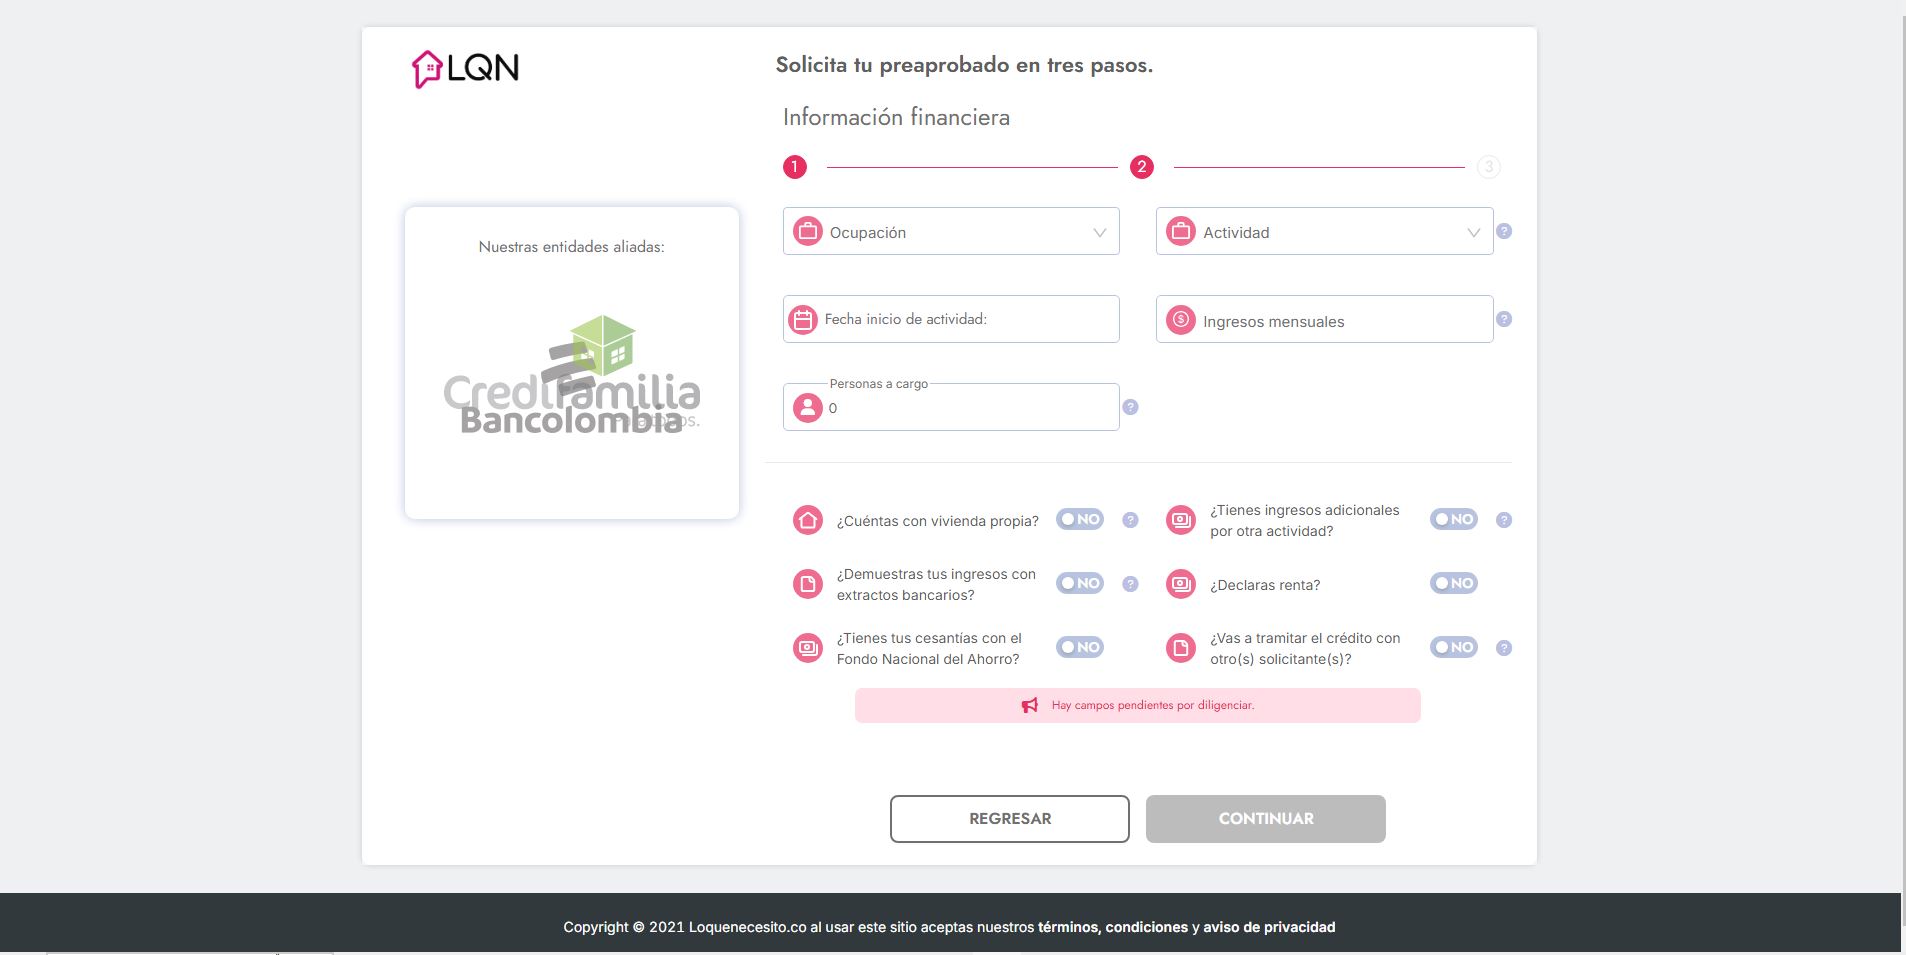 LQN
Solicita tu preaprobado en tres pasos.
Información financiera
1
2
3
Nuestras entidades aliadas:
Credifamilia
Bancolombia
Ocupación
Actividad
?
Fecha inicio de actividad:
Ingresos mensuales
?
Personas a cargo
0
?
¿Cuéntas con vivienda propia?
NO
?
¿Tienes ingresos adicionales
por otra actividad?
NO
?
¿Demuestras tus ingresos con
extractos bancarios?
NO
?
¿Declaras renta?
NO
¿Tienes tus cesantías con el
Fondo Nacional del Ahorro?
NO
¿Vas a tramitar el crédito con
otro(s) solicitante(s)?
NO
?
Hay campos pendientes por diligenciar.
REGRESAR
CONTINUAR
Copyright © 2021 Loquenecesito.co al usar este sitio aceptas nuestros términos, condiciones y aviso de privacidad